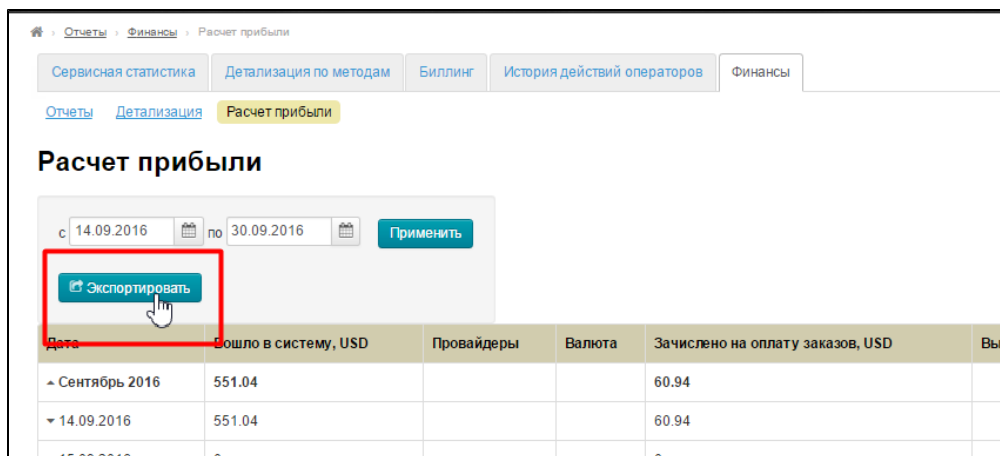 Отчеты › Финансы › Расчет прибыли
Сервисная статистика Детализация по методам Биллинг История действий операторов Финансы
Отчеты Детализация Расчет прибыли
Расчет прибыли
с 14.09.2016 по 30.09.2016 Применить
Экспортировать
Дата Вошло в систему, USD Провайдеры Валюта Зачислено на оплату заказов, USD
Сентябрь 2016 551.04 60.94
14.09.2016 551.04 60.94